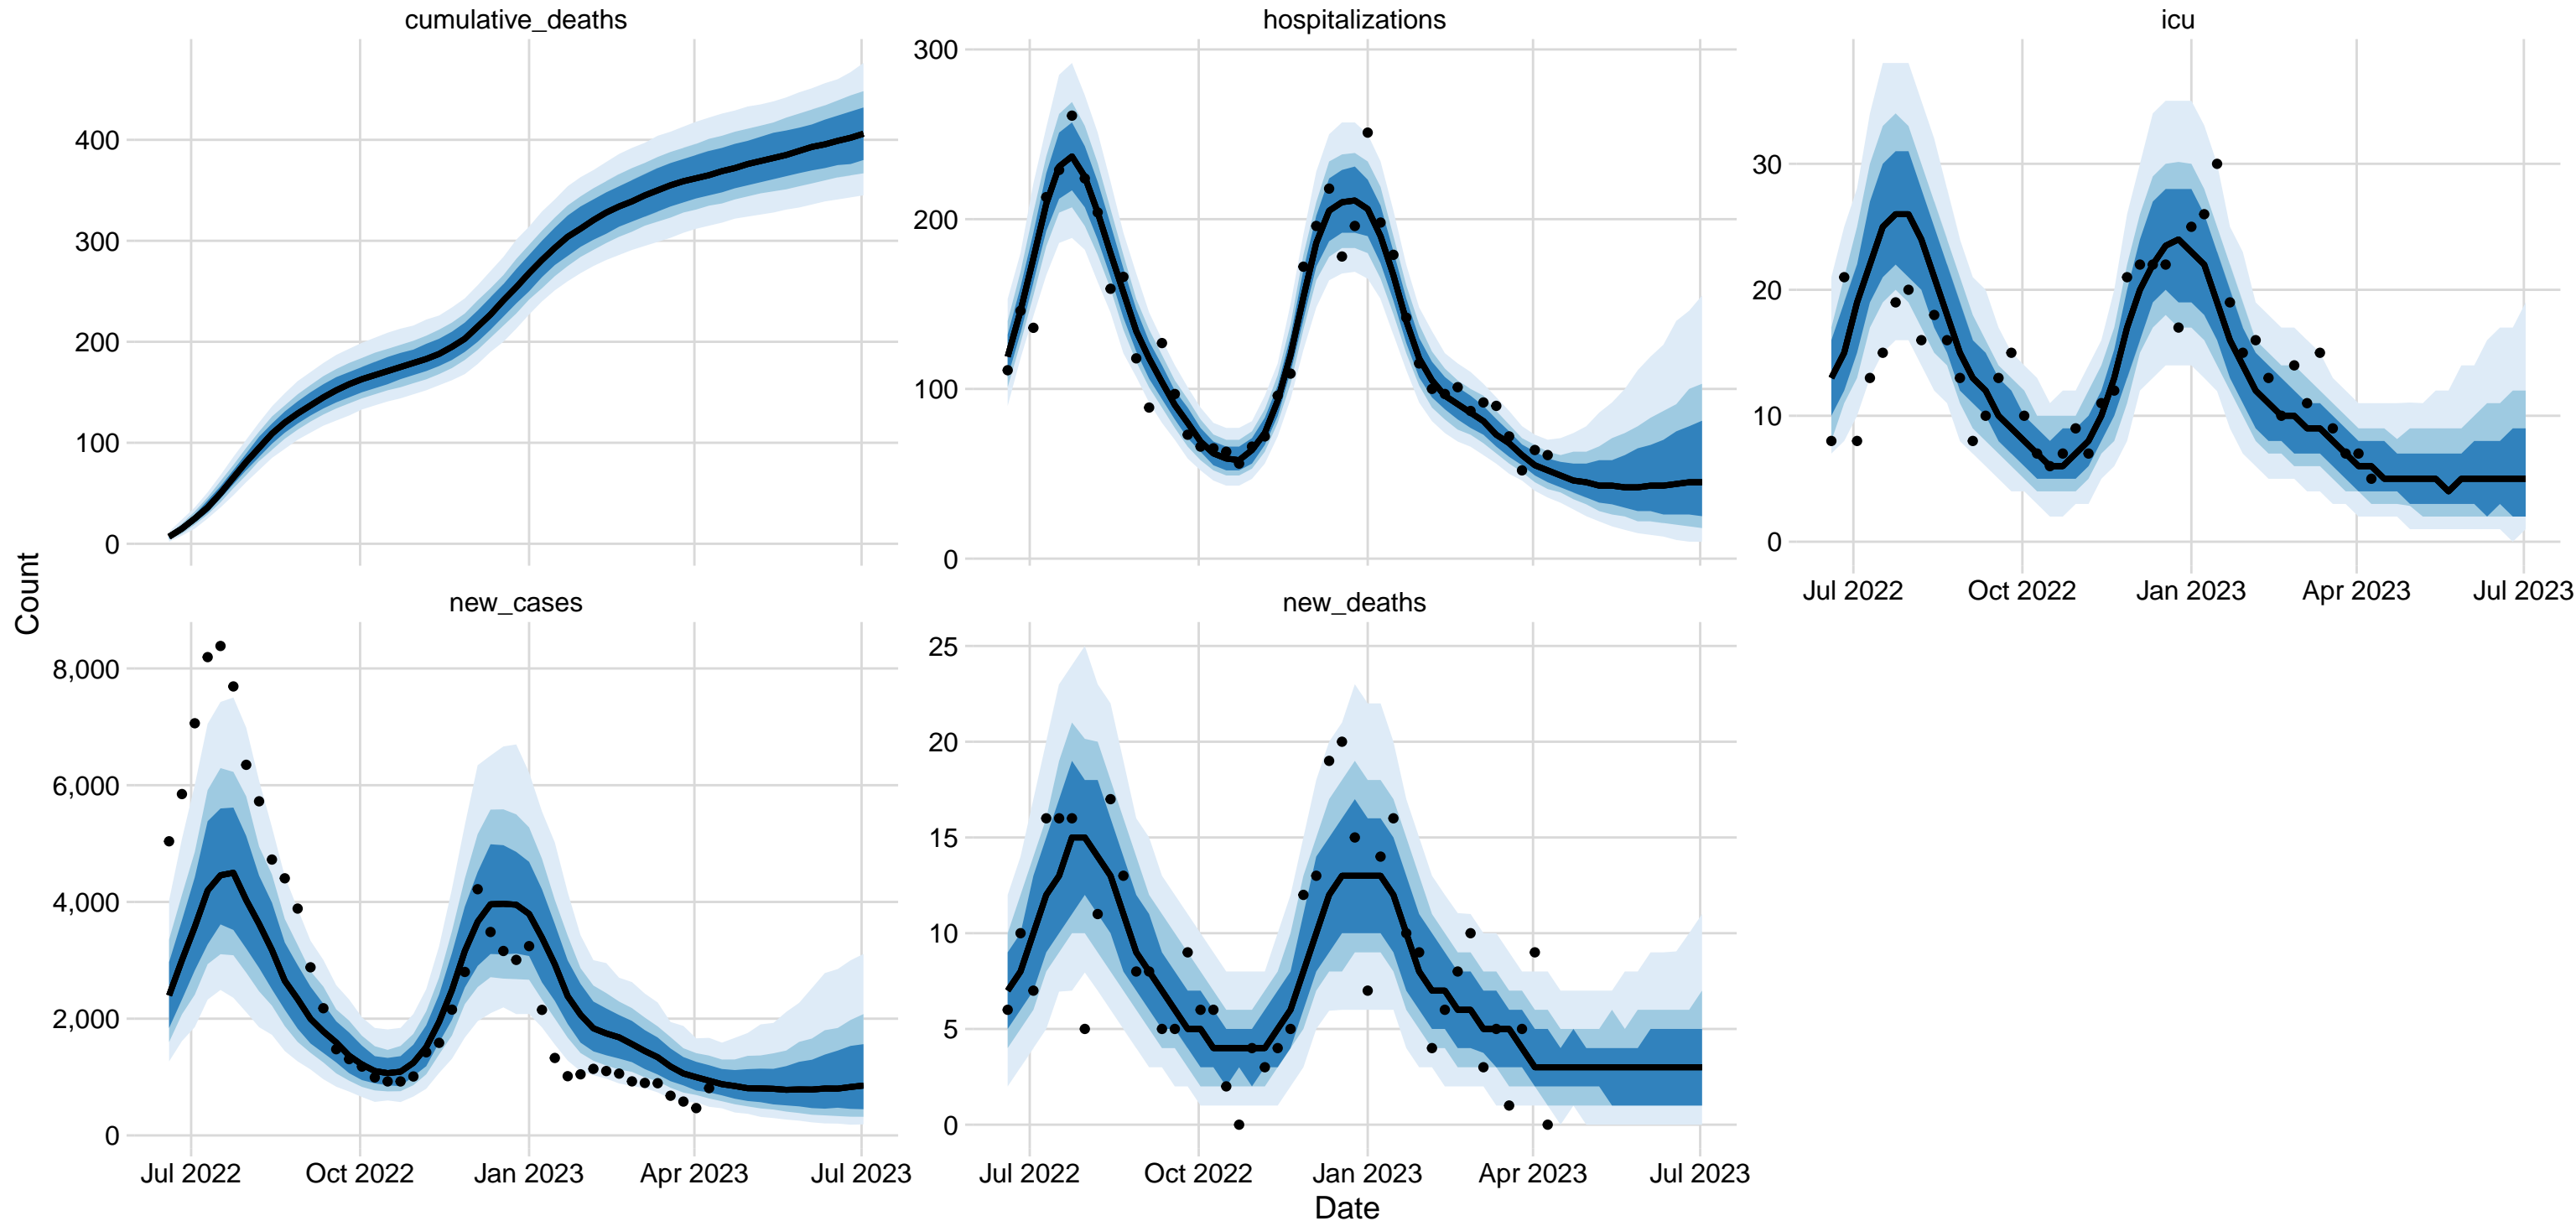 cumulative_deaths
hospitalizations
icu
400
300
200
100
0
300
200
100
0
30
20
10
0
Jul 2022
Oct 2022
Jan 2023
Apr 2023
Jul 2023
Count
new_cases
new_deaths
8,000
6,000
4,000
2,000
0
Jul 2022
Oct 2022
Jan 2023
Apr 2023
Jul 2023
25
20
15
10
5
0
Jul 2022
Oct 2022
Jan 2023
Apr 2023
Jul 2023
Date